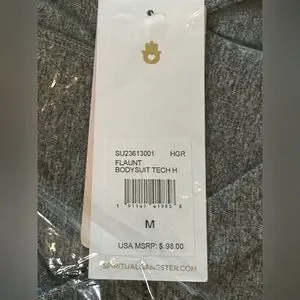 SU23613001 HGR
FLAUNT
BODYSUIT TECH H
M
USA MSRP: $ 98.00
SPIRITUALGANGSTER.COM